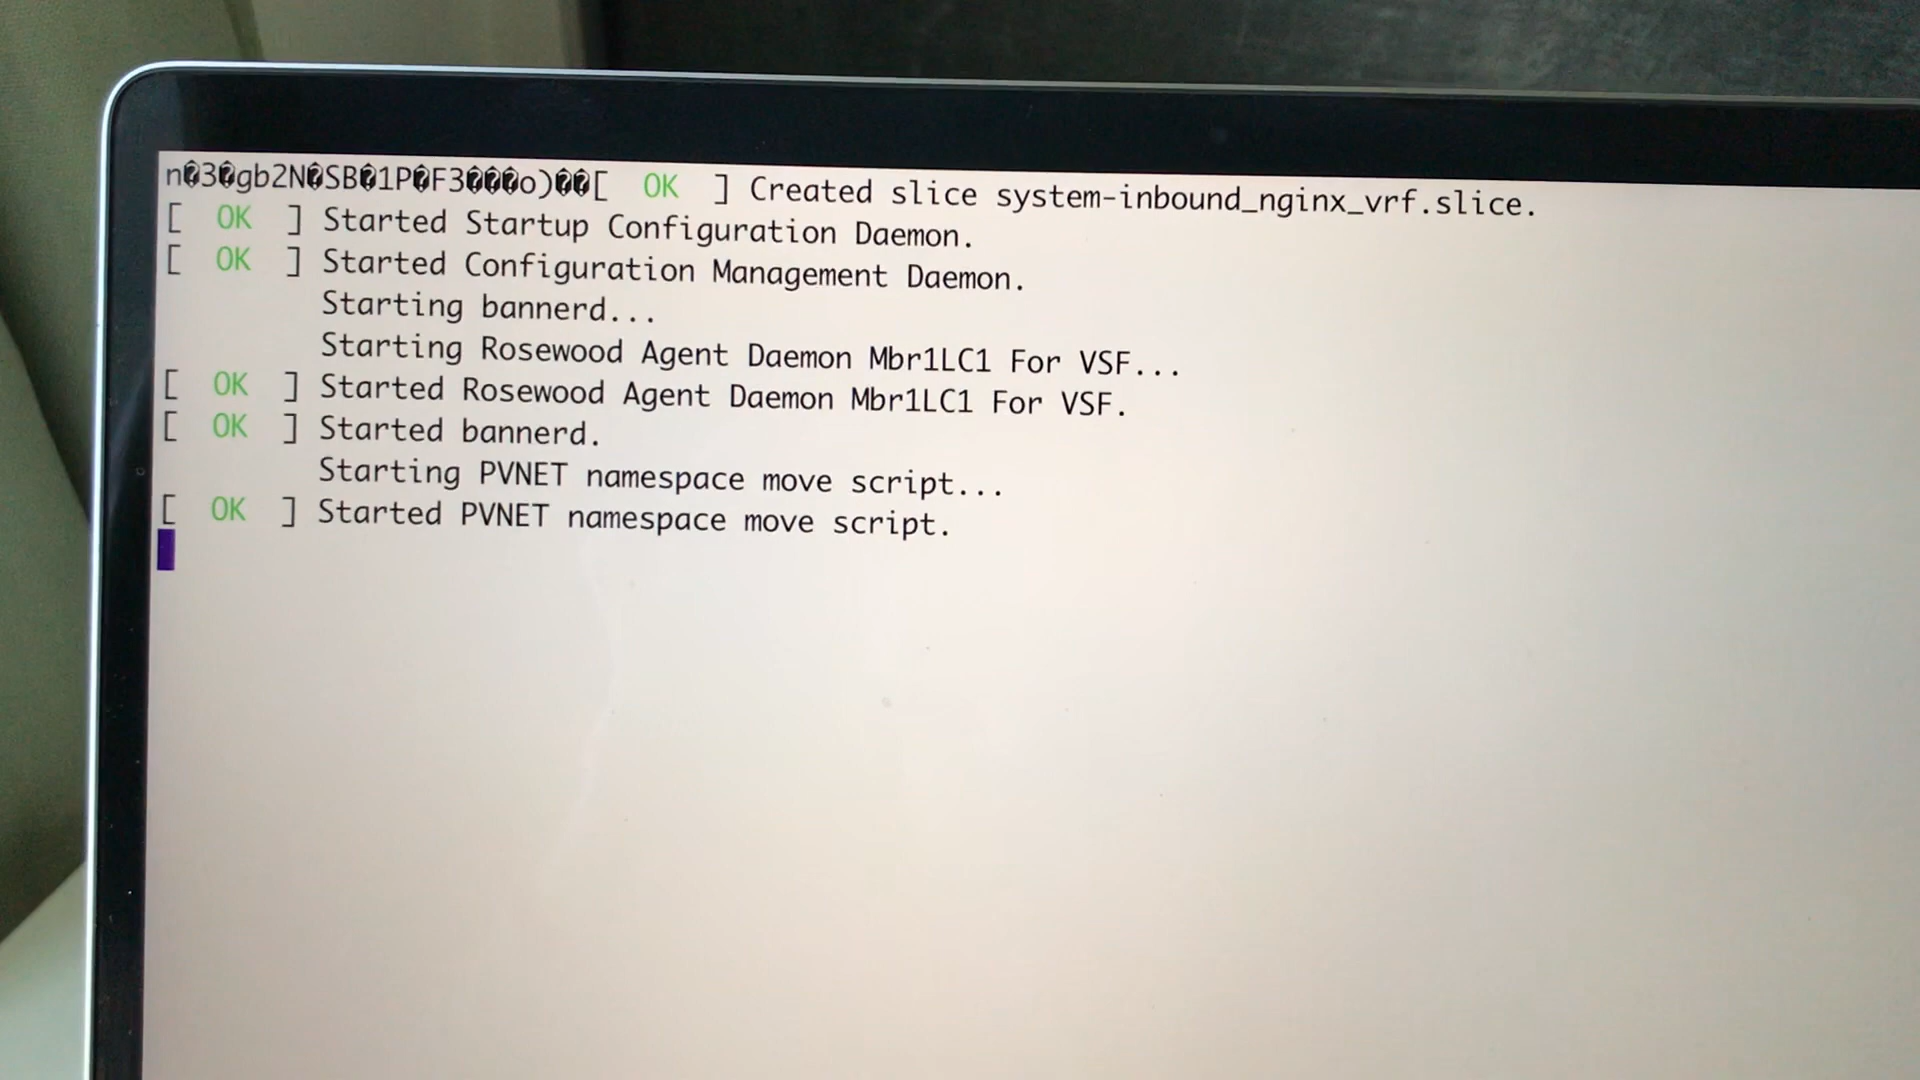 n�3�gb2N�SB�1P�F3���o)��[  OK  ] Created slice system-inbound_nginx_vrf.slice.
[  OK  ] Started Startup Configuration Daemon.
[  OK  ] Started Configuration Management Daemon.
         Starting bannerd...
         Starting Rosewood Agent Daemon Mbr1LC1 For VSF...
[  OK  ] Started Rosewood Agent Daemon Mbr1LC1 For VSF.
[  OK  ] Started bannerd.
         Starting PVNET namespace move script...
[  OK  ] Started PVNET namespace move script.